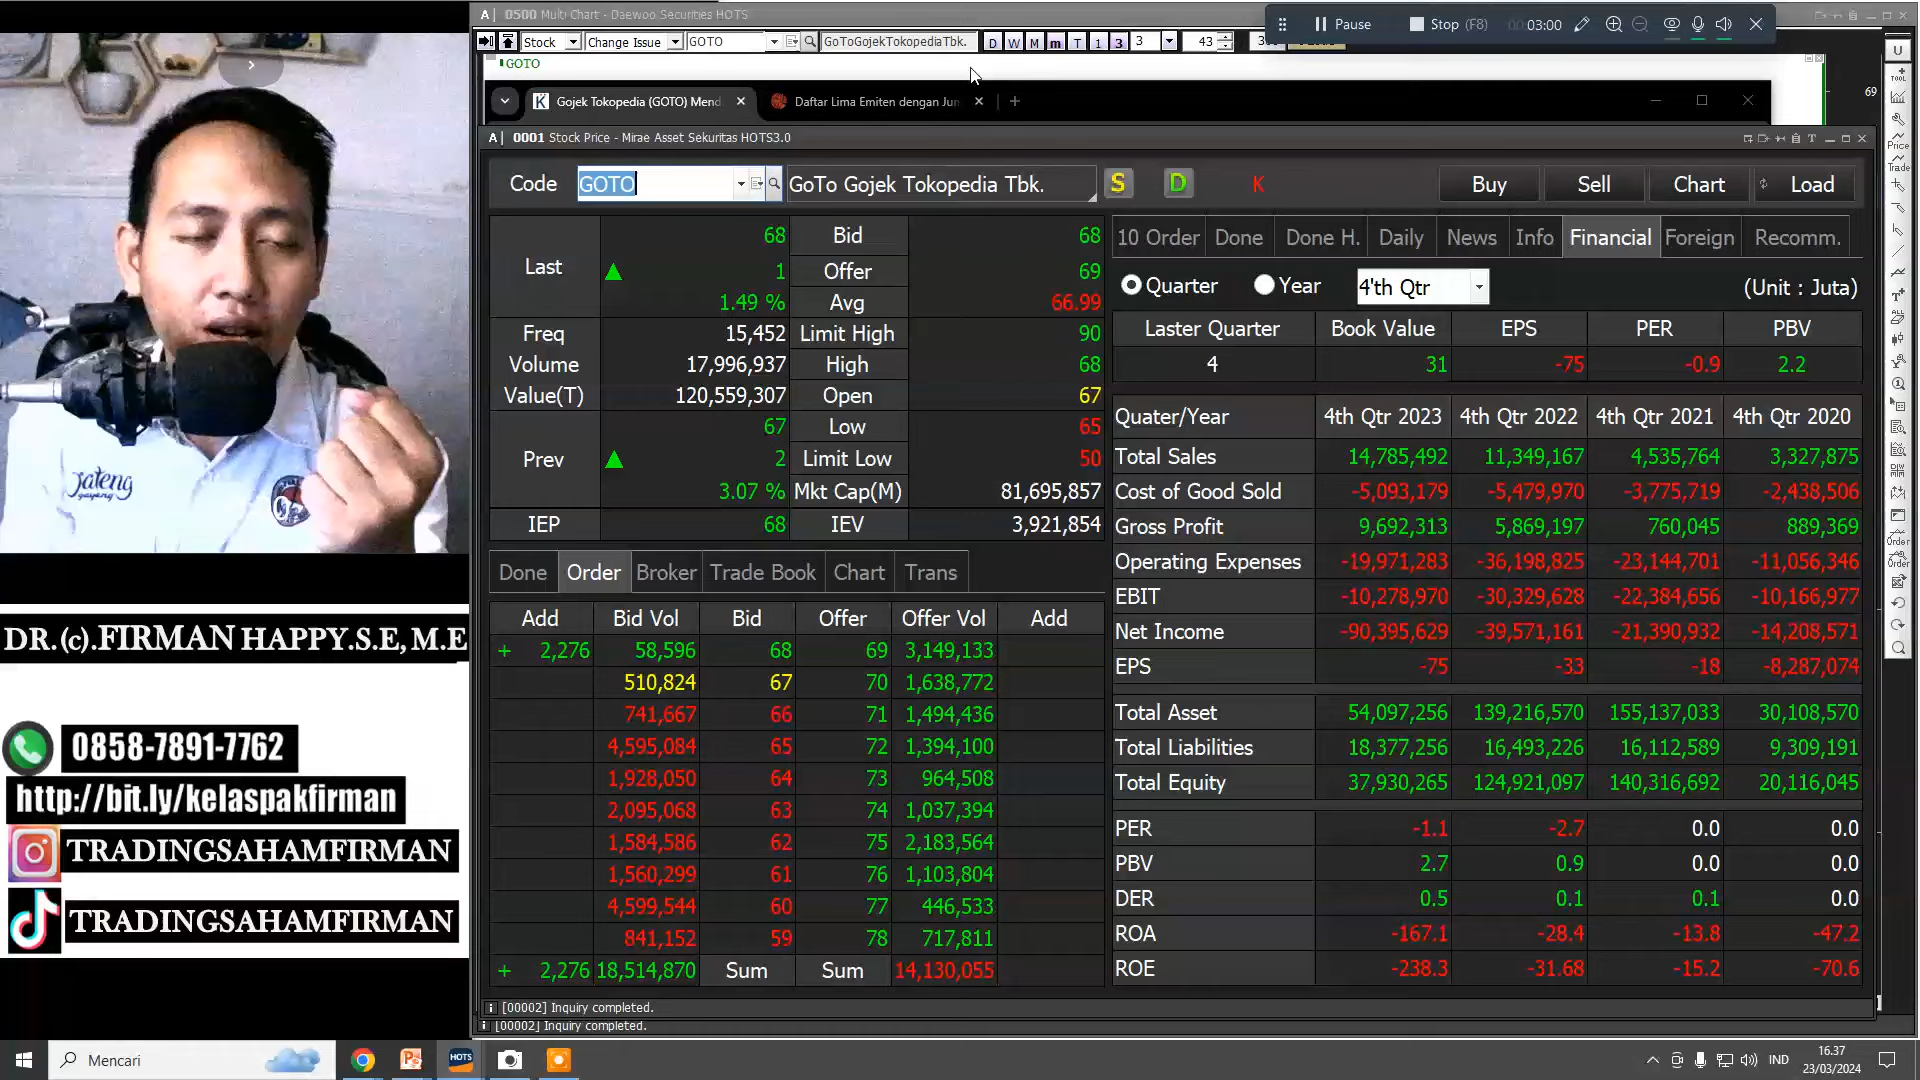 0500 Multi Chart - Daewoo Securities HOTS
Pause
Stop (F8)
00:03:00
Stock
Change Issue
GOTO
GoToGojekTokopediaTbk.
D W M m T 1 3
3
43
GOTO
69
Gojek Tokopedia (GOTO) Mend
Daftar Lima Emiten dengan Jun
0001 Stock Price - Mirae Asset Sekuritas HOTS3.0
Code
GOTO
GoTo Gojek Tokopedia Tbk.
S
D
K
Buy
Sell
Chart
Load
Last 68 Bid 68
1 Offer 69
1.49 % Avg 66.99
Freq 15,452 Limit High 90
Volume 17,996,937 High 68
Value(T) 120,559,307 Open 67
Prev 67 Low 65
2 Limit Low 50
3.07 % Mkt Cap(M) 81,695,857
IEP 68 IEV 3,921,854
Done Order Broker Trade Book Chart Trans
Add Bid Vol Bid Offer Offer Vol Add
+ 2,276 58,596 68 69 3,149,133
510,824 67 70 1,638,772
741,667 66 71 1,494,436
4,595,084 65 72 1,394,100
1,928,050 64 73 964,508
2,095,068 63 74 1,037,394
1,584,586 62 75 2,183,564
1,560,299 61 76 1,103,804
4,599,544 60 77 446,533
841,152 59 78 717,811
+ 2,276 18,514,870 Sum Sum 14,130,055
10 Order Done Done H. Daily News Info Financial Foreign Recomm.
Quarter Year 4'th Qtr (Unit : Juta)
Laster Quarter Book Value EPS PER PBV
4 31 -75 -0.9 2.2
Quater/Year 4th Qtr 2023 4th Qtr 2022 4th Qtr 2021 4th Qtr 2020
Total Sales 14,785,492 11,349,167 4,535,764 3,327,875
Cost of Good Sold -5,093,179 -5,479,970 -3,775,719 -2,438,506
Gross Profit 9,692,313 5,869,197 760,045 889,369
Operating Expenses -19,971,283 -36,198,825 -23,144,701 -11,056,346
EBIT -10,278,970 -30,329,628 -22,384,656 -10,166,977
Net Income -90,395,629 -39,571,161 -21,390,932 -14,208,571
EPS -75 -33 -18 -8,287,074
Total Asset 54,097,256 139,216,570 155,137,033 30,108,570
Total Liabilities 18,377,256 16,493,226 16,112,589 9,309,191
Total Equity 37,930,265 124,921,097 140,316,692 20,116,045
PER -1.1 -2.7 0.0 0.0
PBV 2.7 0.9 0.0 0.0
DER 0.5 0.1 0.1 0.0
ROA -167.1 -28.4 -13.8 -47.2
ROE -238.3 -31.68 -15.2 -70.6
[00002] Inquiry completed.
[00002] Inquiry completed.
U
TOOL
Price
Trade
Order
Order
Jateng
gayeng
DR.(c).FIRMAN HAPPY.S.E, M.E
0858-7891-7762
http://bit.ly/kelaspakfirman
TRADINGSAHAMFIRMAN
TRADINGSAHAMFIRMAN
Mencari
HOTS
IND
16.37
23/03/2024